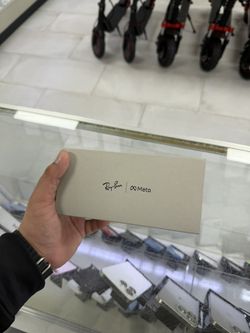 Ray-Ban | ∞ Meta